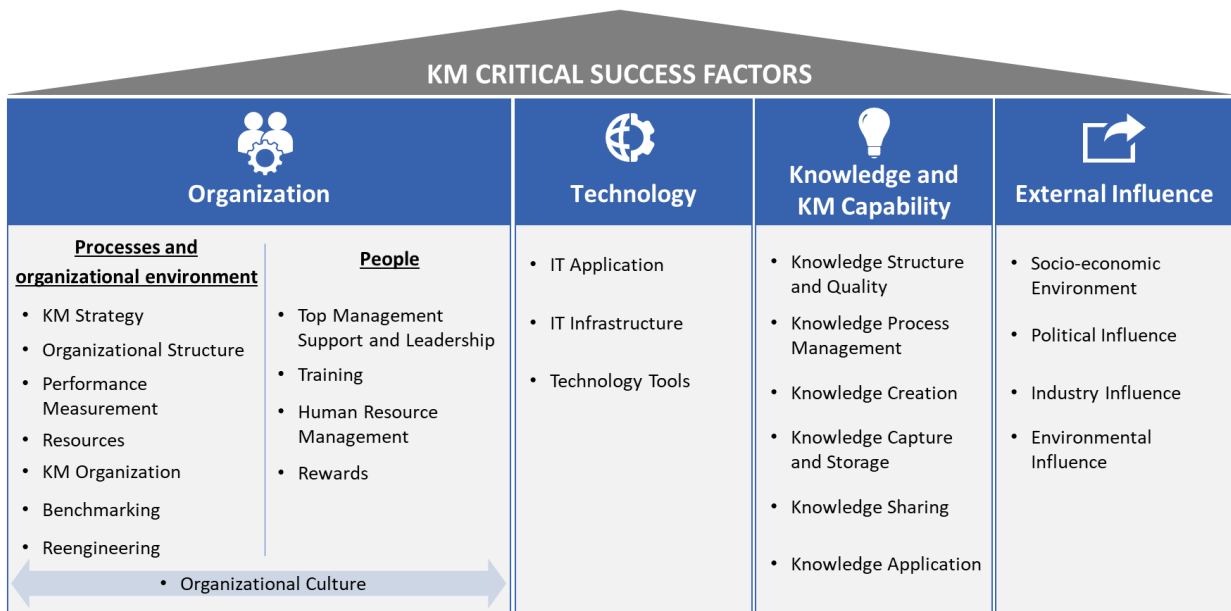 KM CRITICAL SUCCESS FACTORS
Organization
Processes and
organizational environment
• KM Strategy
• Organizational Structure
• Performance
Measurement
• Resources
• KM Organization
• Benchmarking
• Reengineering
People
• Top Management
Support and Leadership
• Training
• Human Resource
Management
• Rewards
• Organizational Culture
Technology
• IT Application
• IT Infrastructure
• Technology Tools
Knowledge and
KM Capability
• Knowledge Structure
and Quality
• Knowledge Process
Management
• Knowledge Creation
• Knowledge Capture
and Storage
• Knowledge Sharing
• Knowledge Application
External Influence
• Socio-economic
Environment
• Political Influence
• Industry Influence
• Environmental
Influence